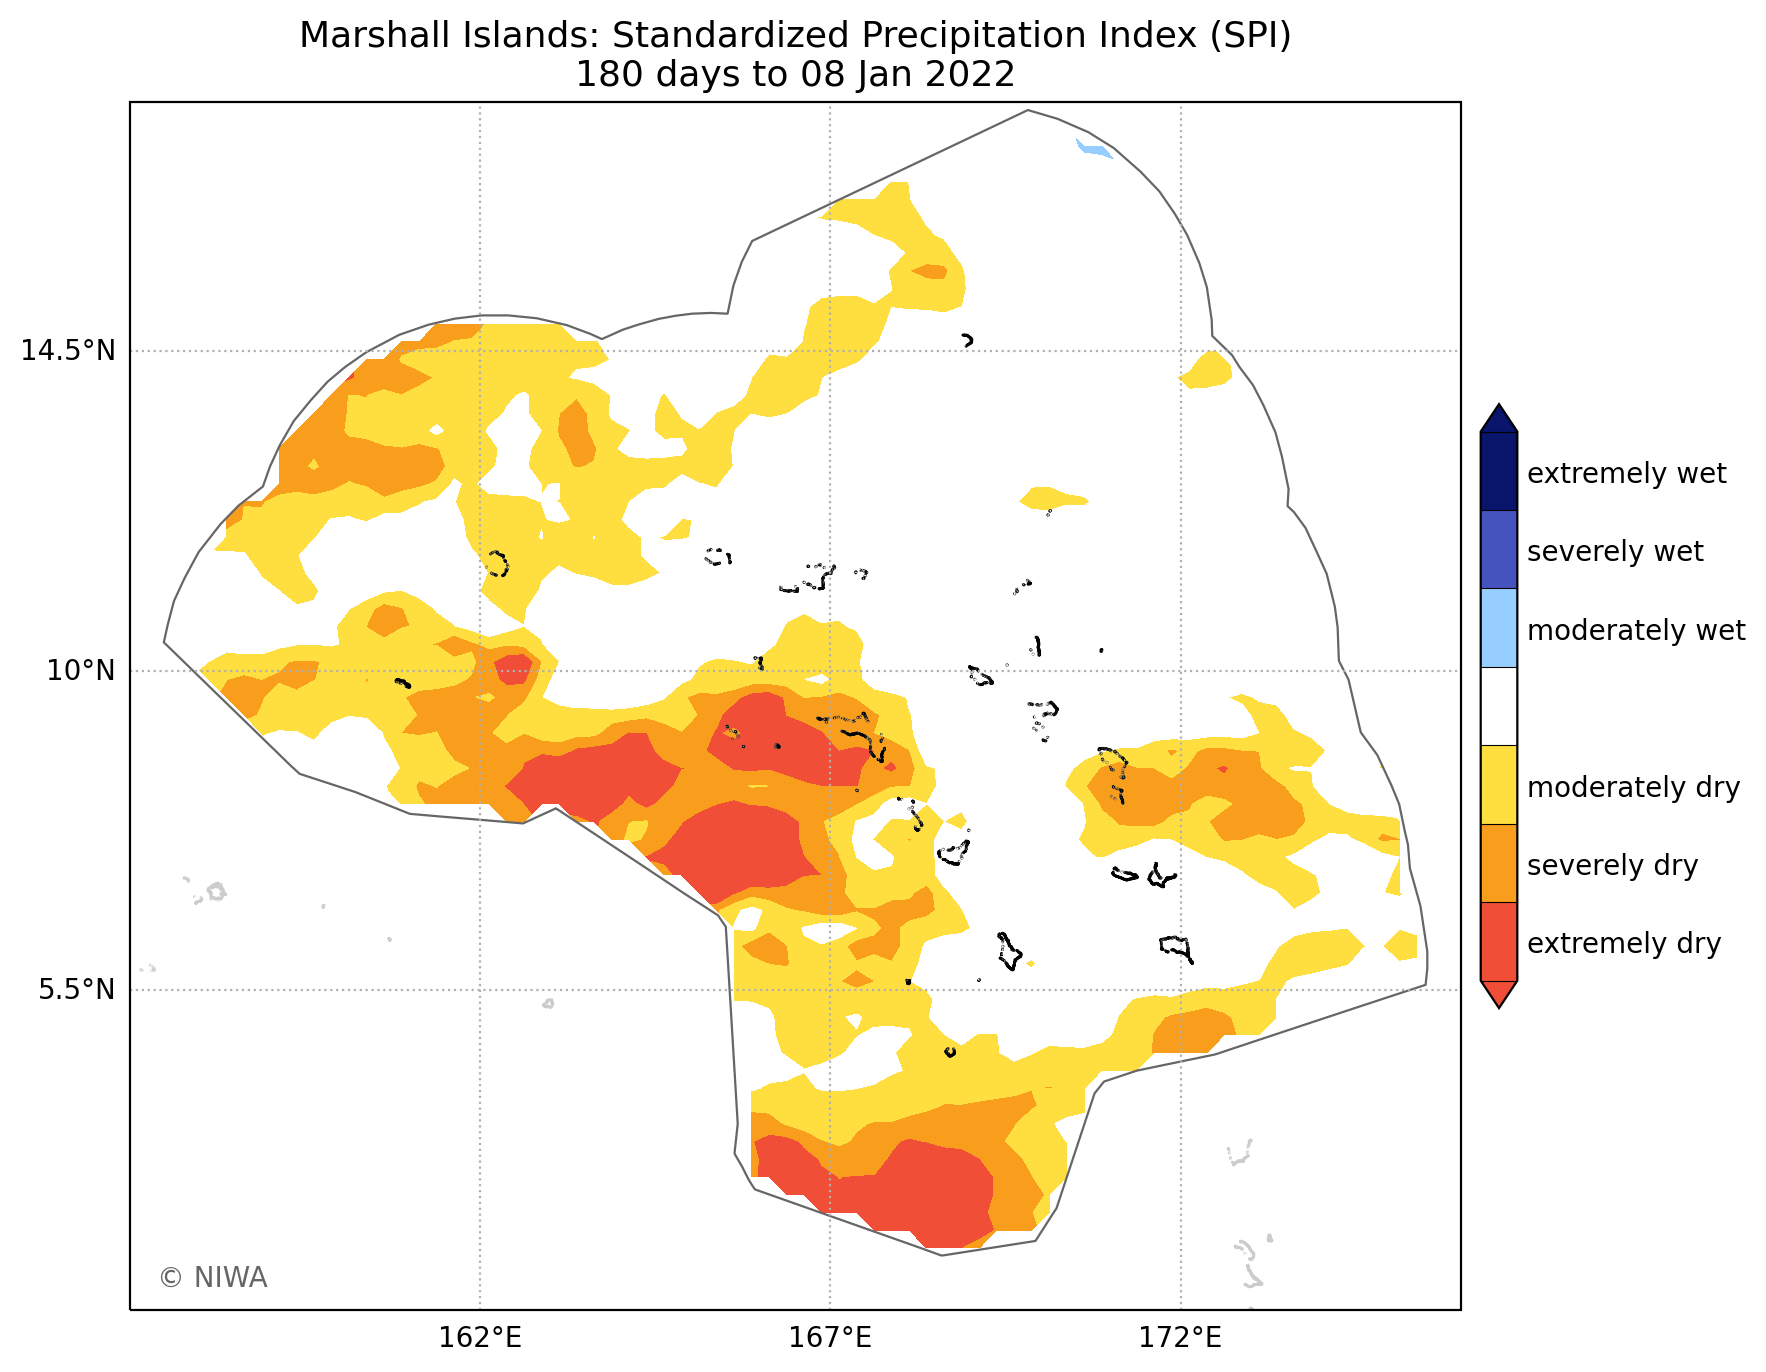 Marshall Islands: Standardized Precipitation Index (SPI)
180 days to 08 Jan 2022
14.5°N
10°N
5.5°N
162°E
167°E
172°E
extremely wet
severely wet
moderately wet
moderately dry
severely dry
extremely dry
© NIWA